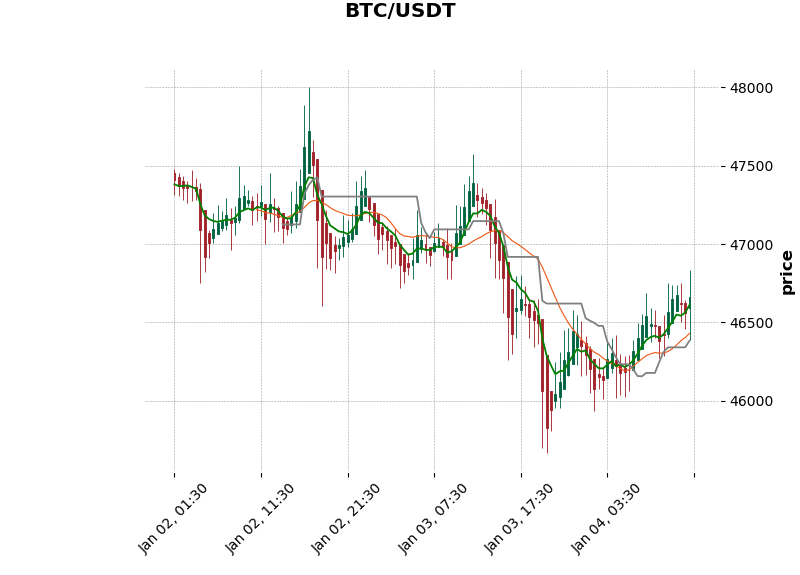 BTC/USDT
48000
47500
47000
46500
46000
price
Jan 02, 01:30
Jan 02, 11:30
Jan 02, 21:30
Jan 03, 07:30
Jan 03, 17:30
Jan 04, 03:30